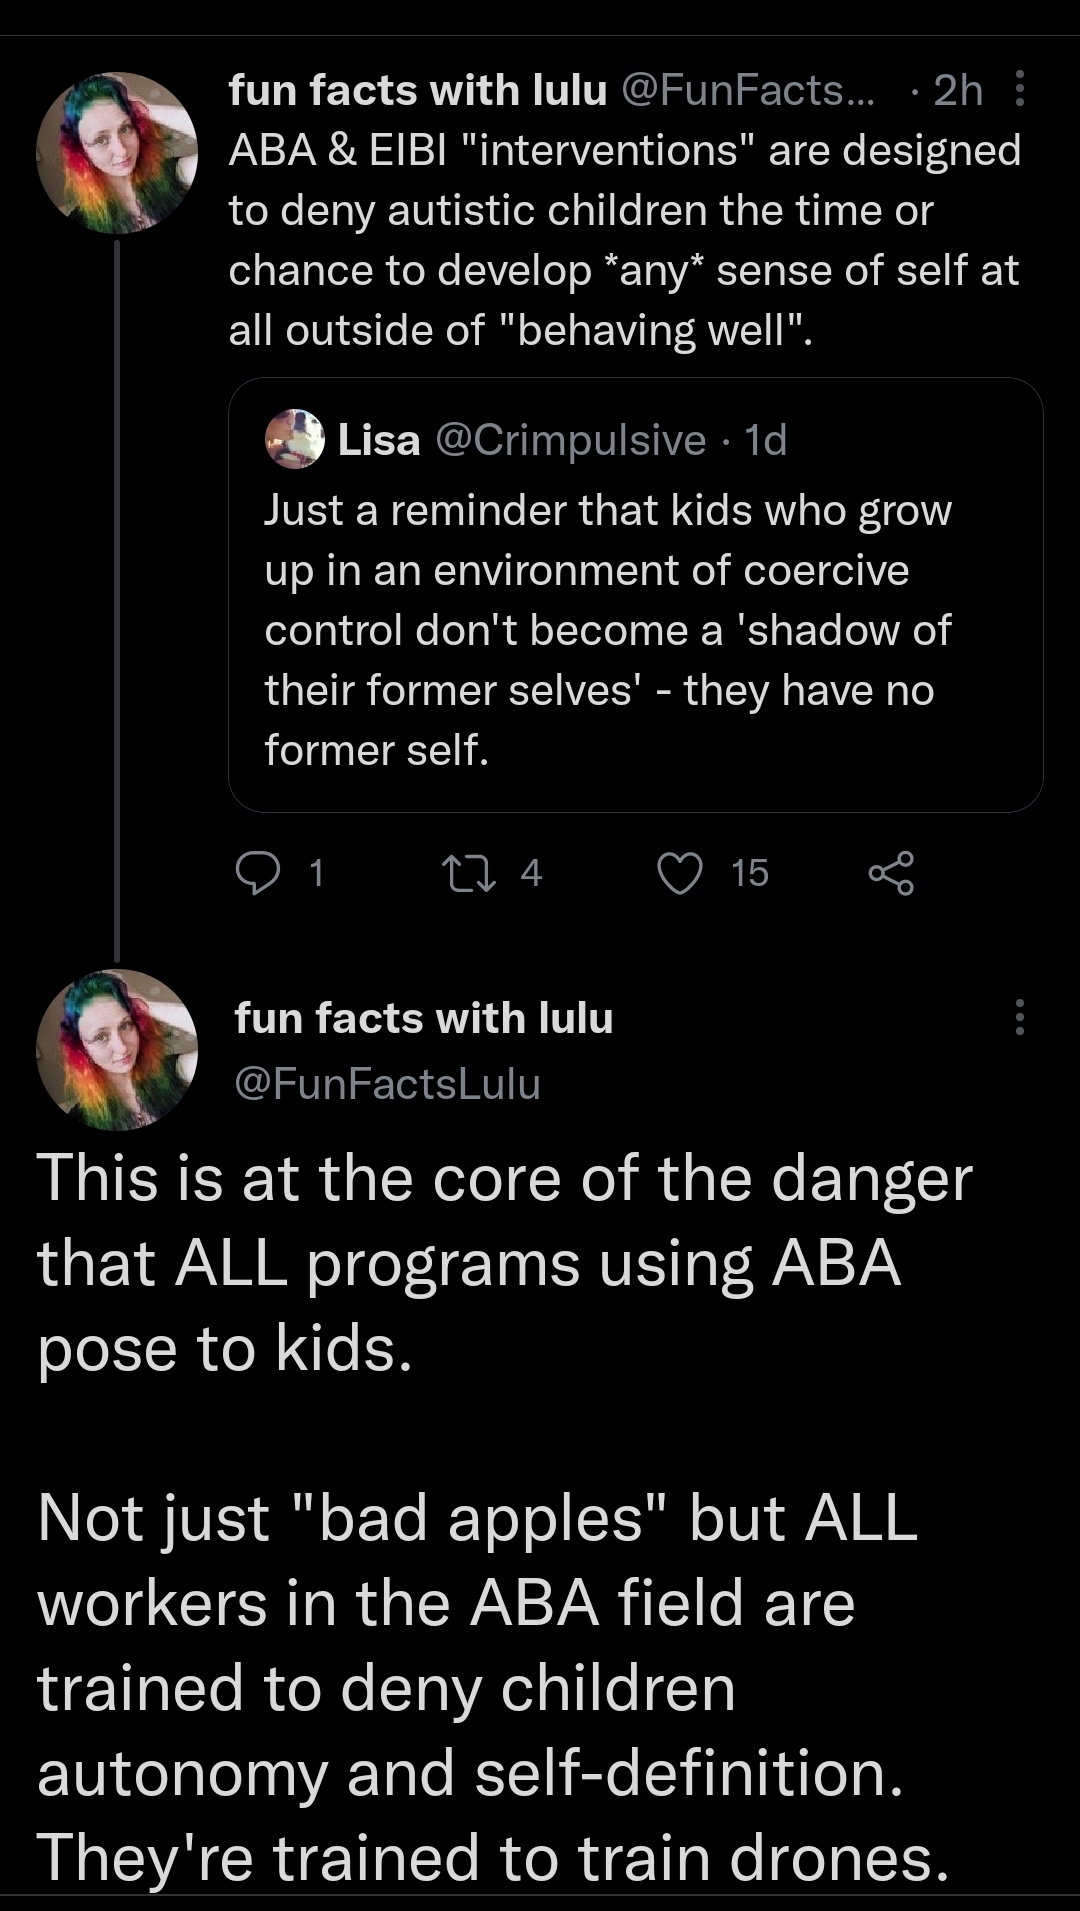 fun facts with lulu @FunFacts... · 2h
ABA & EIBI "interventions" are designed
to deny autistic children the time or
chance to develop *any* sense of self at
all outside of "behaving well".
Lisa @Crimpulsive · 1d
Just a reminder that kids who grow
up in an environment of coercive
control don't become a 'shadow of
their former selves' - they have no
former self.
1 4 15
fun facts with lulu
@FunFactsLulu
This is at the core of the danger
that ALL programs using ABA
pose to kids.
Not just "bad apples" but ALL
workers in the ABA field are
trained to deny children
autonomy and self-definition.
They're trained to train drones.